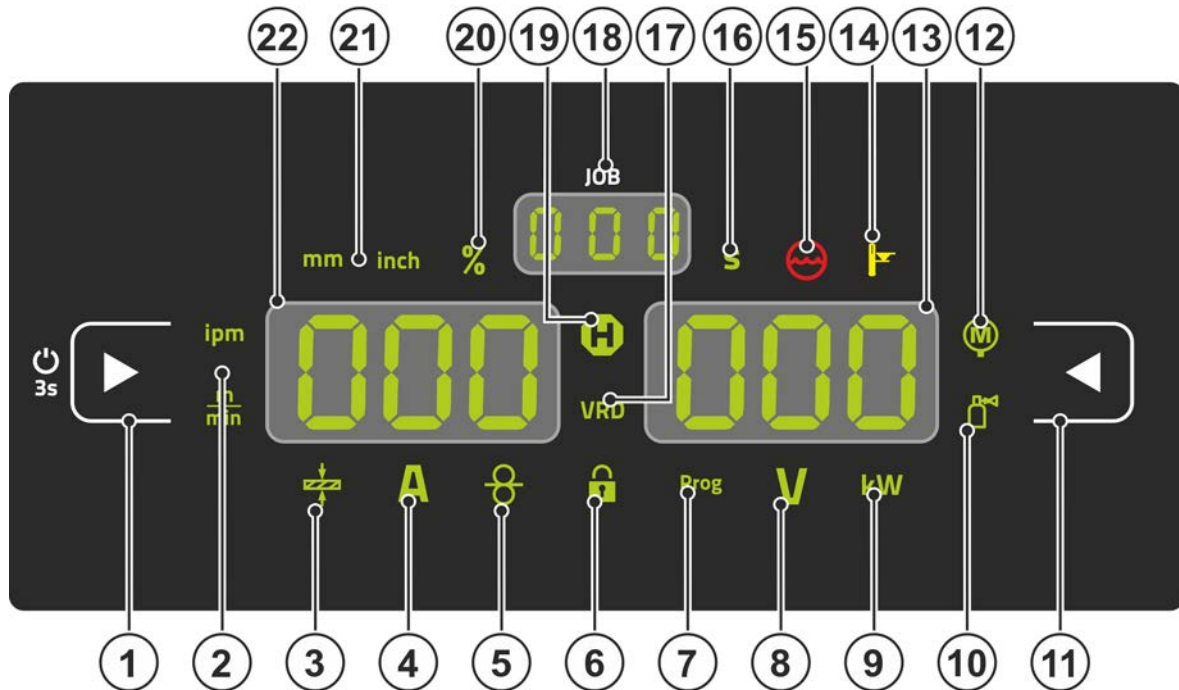 22 21 20 19 18 17 16 15 14 13 12
JOB
000
mm inch % s
ipm H M
3s 000 000
m
min VRD
A Prog V kW
1 2 3 4 5 6 7 8 9 10 11